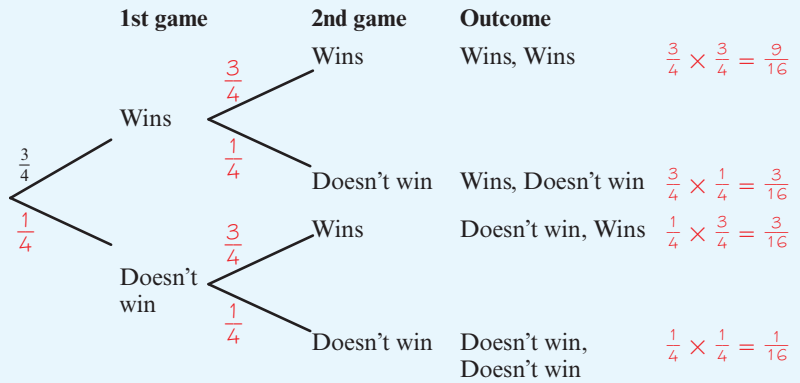 1st game 2nd game Outcome
Wins Wins, Wins 3/4 × 3/4 = 9/16
3/4
Wins
3/4
1/4
Doesn't win Wins, Doesn't win 3/4 × 1/4 = 3/16
1/4
Wins Doesn't win, Wins 1/4 × 3/4 = 3/16
3/4
Doesn't
win
1/4
Doesn't win Doesn't win, 1/4 × 1/4 = 1/16
Doesn't win